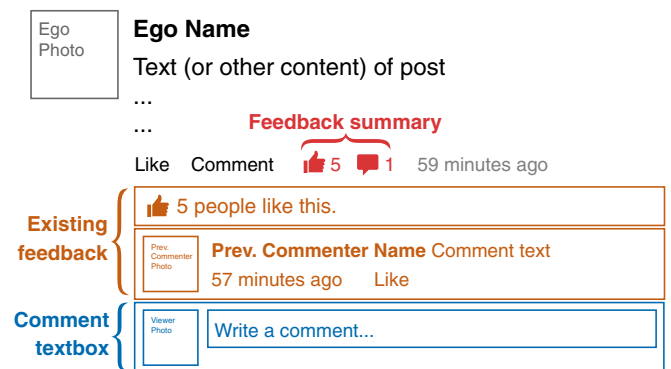 Ego
Photo
Ego Name
Text (or other content) of post
...
...
Feedback summary
Like Comment 5 1 59 minutes ago
Existing
feedback
5 people like this.
Prev.
Commenter
Photo
Prev. Commenter Name Comment text
57 minutes ago Like
Comment
textbox
Viewer
Photo
Write a comment...